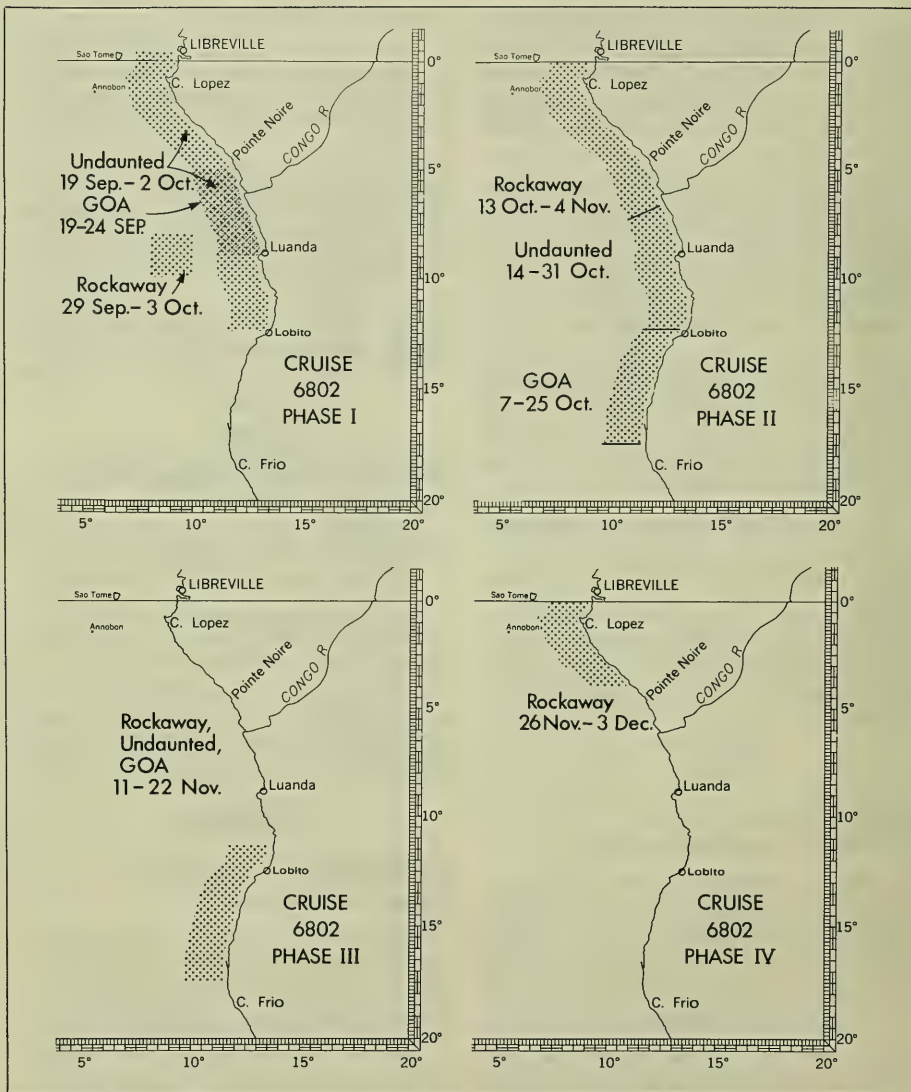 Sao Tome
LIBREVILLE
0°
Annobon
C. Lopez
Pointe Noire
CONGO R
Undaunted
19 Sep.–2 Oct.
5°
GOA
19–24 SEP.
Luanda
Rockaway
29 Sep.–3 Oct.
10°
Lobito
CRUISE
6802
PHASE I
15°
C. Frio
20°
5°
10°
15°
20°
Sao Tome
LIBREVILLE
0°
Annobon
C. Lopez
Pointe Noire
CONGO R
5°
Rockaway
13 Oct.–4 Nov.
Luanda
Undaunted
14–31 Oct.
10°
Lobito
GOA
7–25 Oct.
CRUISE
6802
PHASE II
15°
C. Frio
20°
5°
10°
15°
20°
Sao Tome
LIBREVILLE
0°
Annobon
C. Lopez
Pointe Noire
CONGO R
5°
Rockaway,
Undaunted,
GOA
11–22 Nov.
Luanda
10°
Lobito
CRUISE
6802
PHASE III
15°
C. Frio
20°
5°
10°
15°
20°
Sao Tome
LIBREVILLE
0°
Annobon
C. Lopez
Pointe Noire
CONGO R
Rockaway
26 Nov.–3 Dec.
5°
Luanda
10°
Lobito
CRUISE
6802
PHASE IV
15°
C. Frio
20°
5°
10°
15°
20°